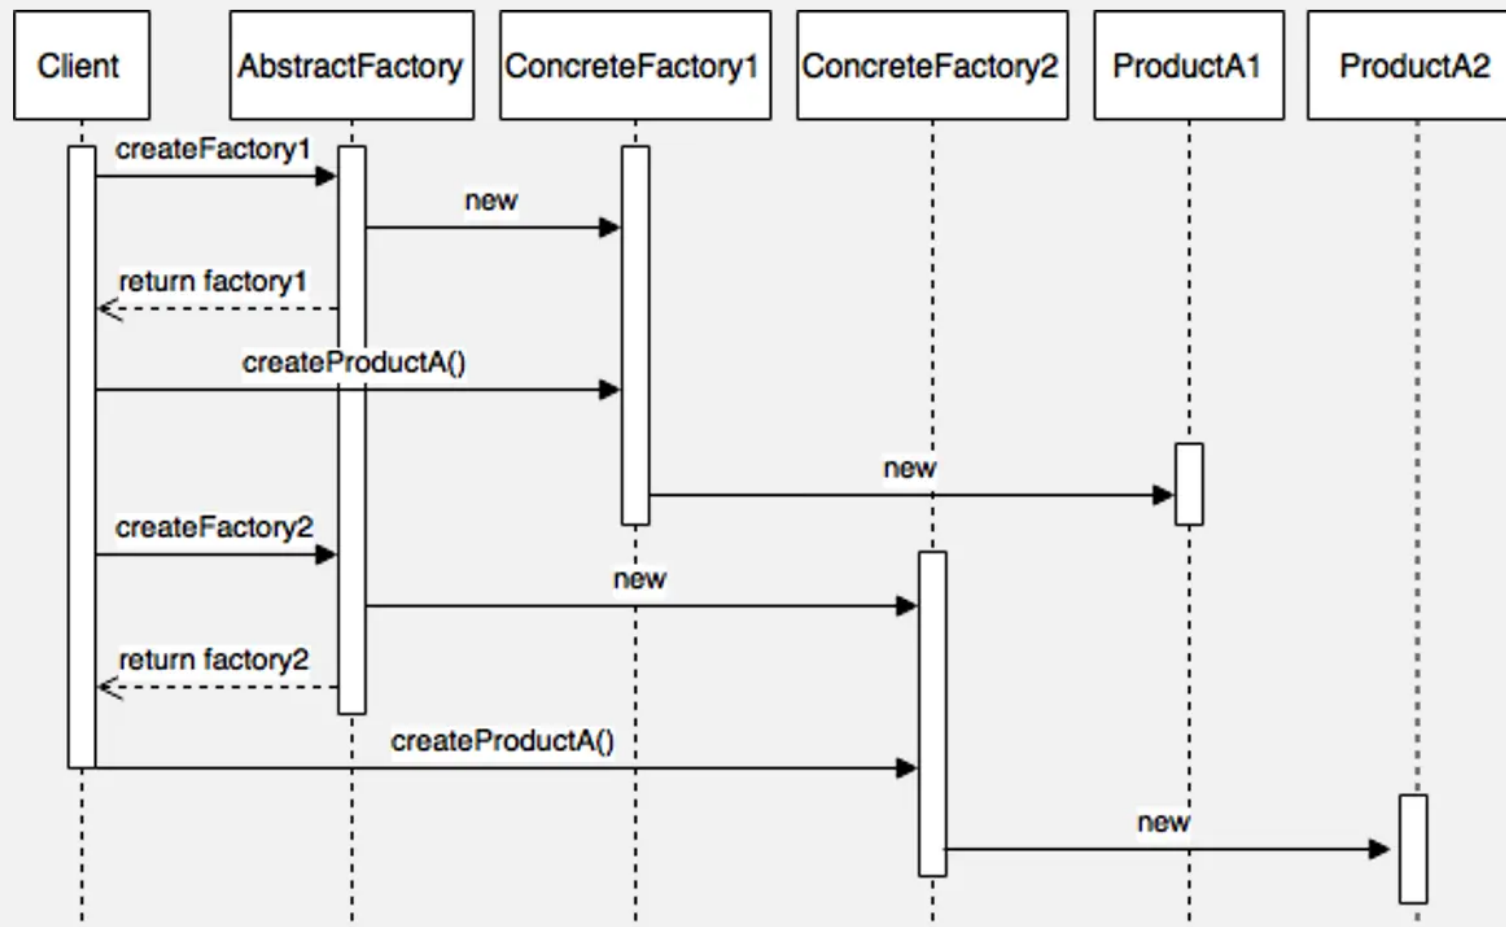 Client
AbstractFactory
ConcreteFactory1
ConcreteFactory2
ProductA1
ProductA2
createFactory1
new
return factory1
createProductA()
new
createFactory2
new
return factory2
createProductA()
new